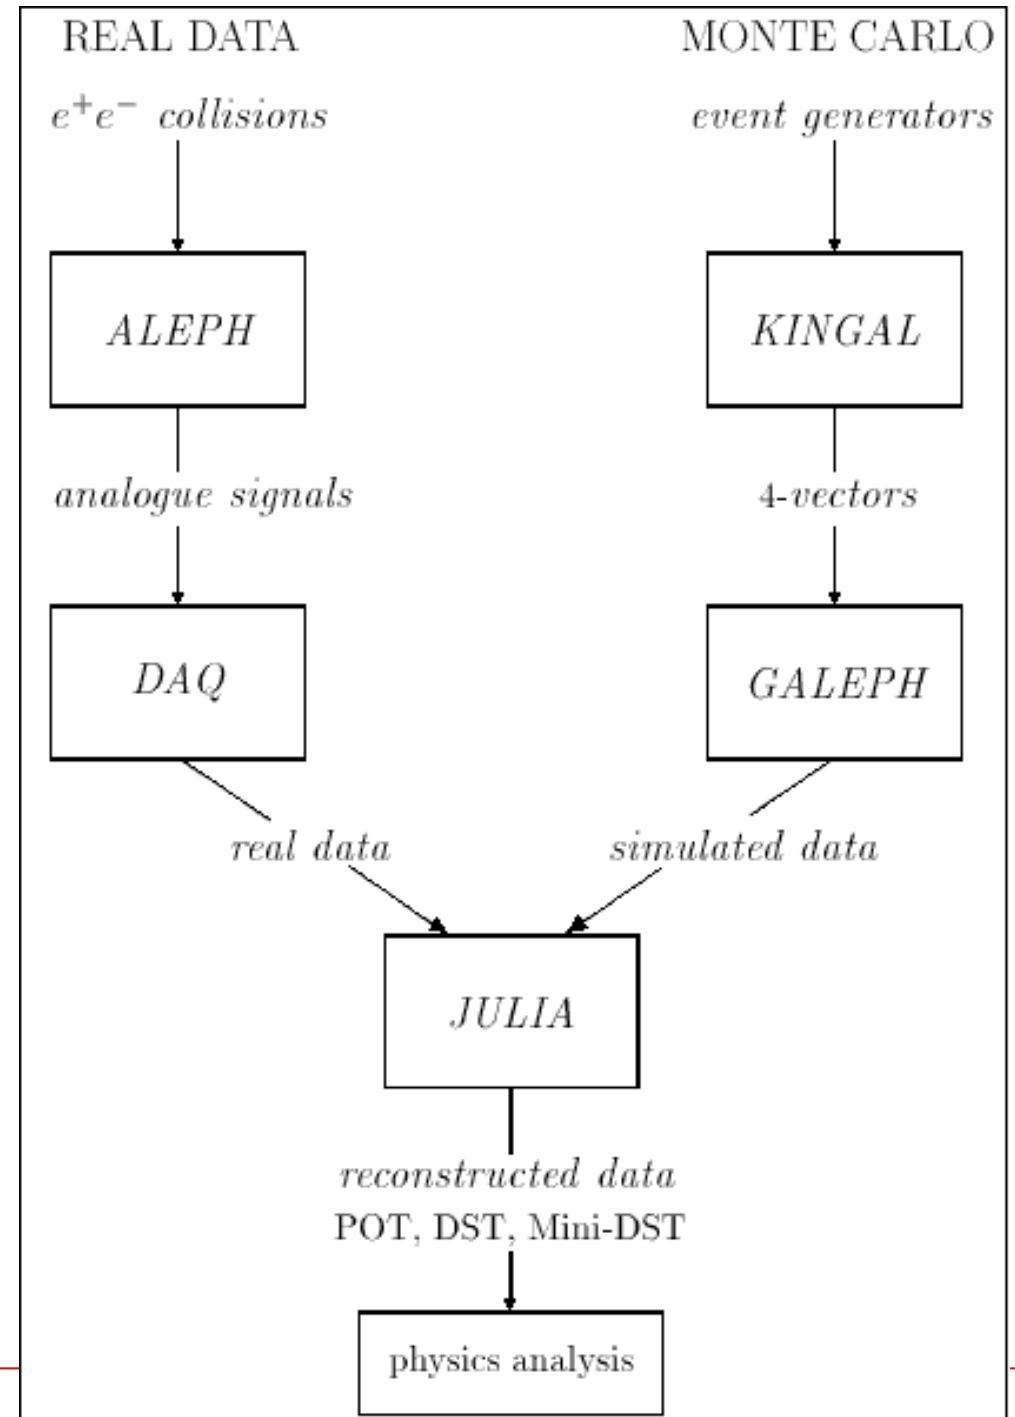 REAL DATA
MONTE CARLO
e⁺e⁻ collisions
event generators
ALEPH
KINGAL
analogue signals
4-vectors
DAQ
GALEPH
real data
simulated data
JULIA
reconstructed data
POT, DST, Mini-DST
physics analysis